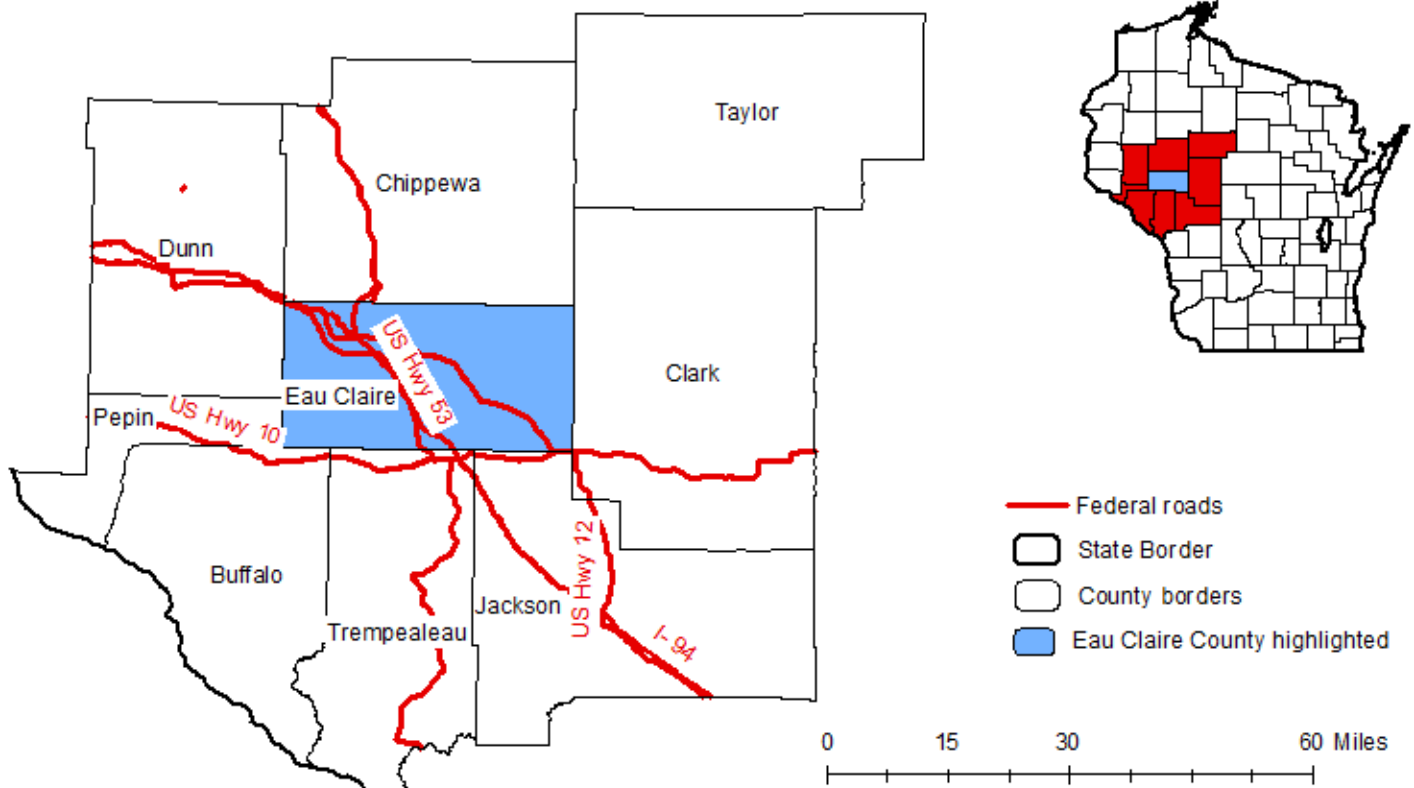 Taylor
Chippewa
Dunn
US Hwy 53
Clark
Eau Claire
Pepin
US Hwy 10
Federal roads
US Hwy 12
State Border
Buffalo
County borders
Jackson
Trempealeau
I-94
Eau Claire County highlighted
0 15 30 60 Miles